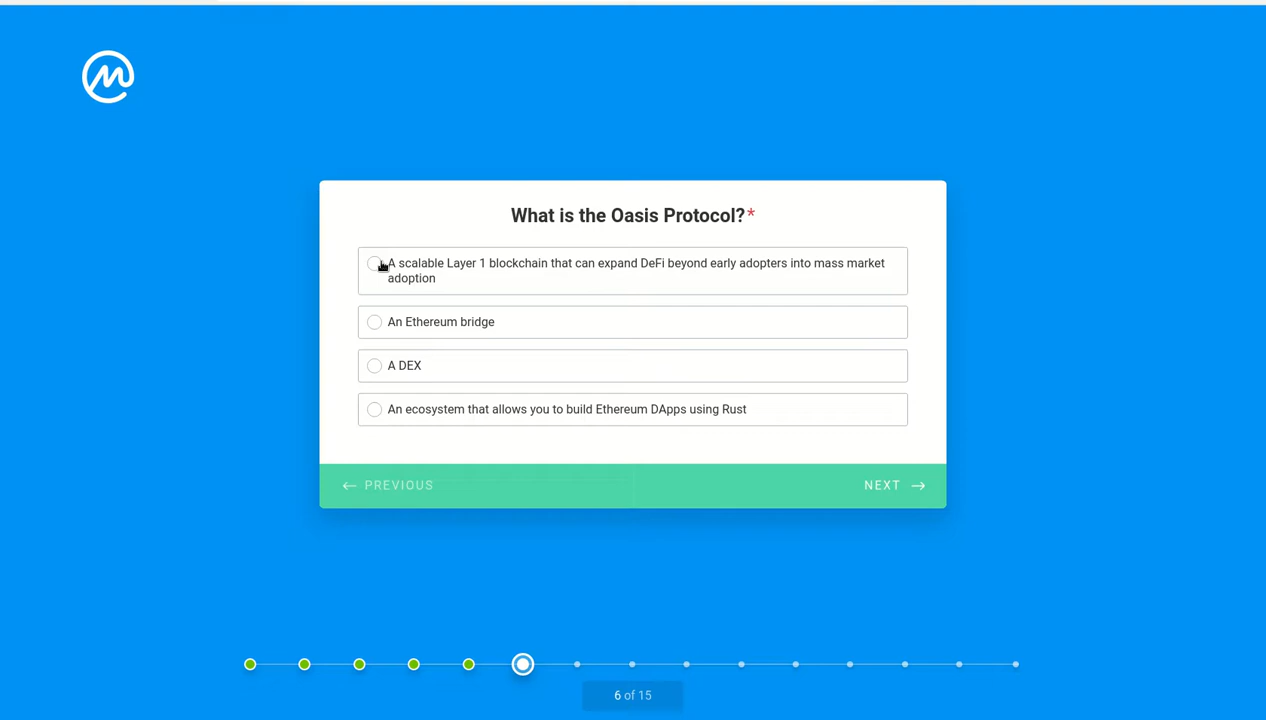 What is the Oasis Protocol?*
A scalable Layer 1 blockchain that can expand DeFi beyond early adopters into mass market
adoption
An Ethereum bridge
A DEX
An ecosystem that allows you to build Ethereum DApps using Rust
← PREVIOUS
NEXT →
6 of 15